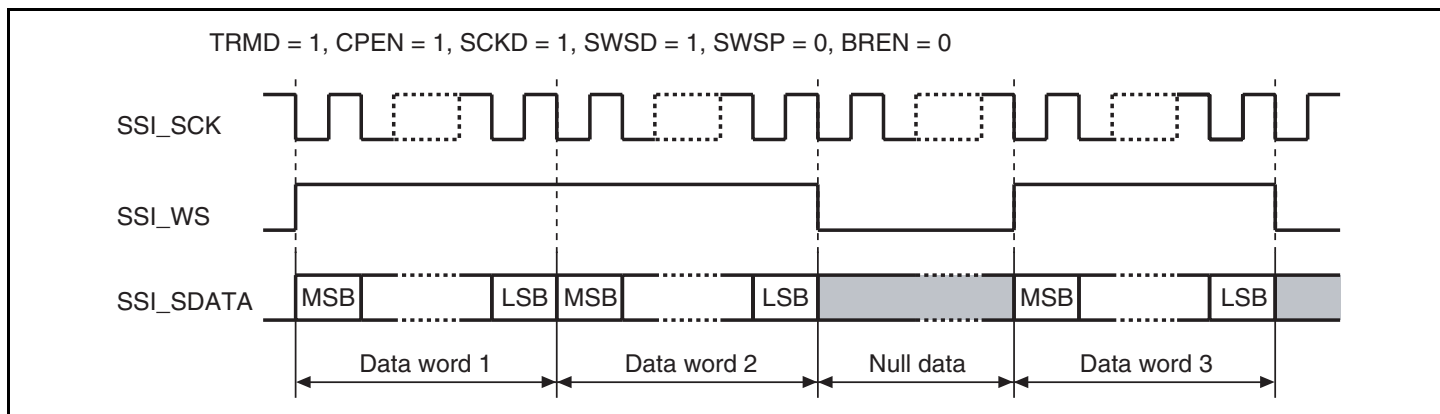 TRMD = 1, CPEN = 1, SCKD = 1, SWSD = 1, SWSP = 0, BREN = 0
SSI_SCK
SSI_WS
SSI_SDATA
MSB LSB MSB LSB MSB LSB
Data word 1 Data word 2 Null data Data word 3